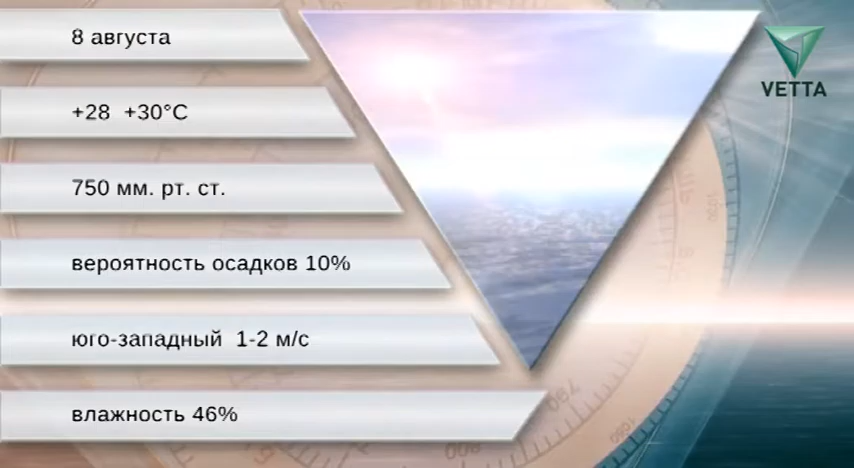 8 августа
VETTA
+28 +30°C
750 мм. рт. ст.
вероятность осадков 10%
юго-западный 1-2 м/с
влажность 46%